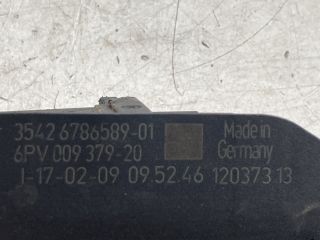 3542 6786589-01 Made in
6PV 009 379-20 Germany
J-17-02-09 09.52.46 12037313